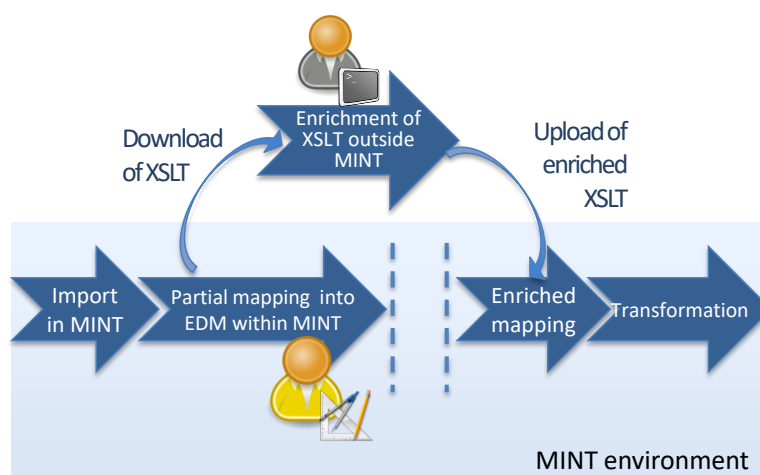 Enrichment of
XSLT outside
MINT
Download
of XSLT
Upload of
enriched
XSLT
Import
in MINT
Partial mapping into
EDM within MINT
Enriched
mapping
Transformation
MINT environment